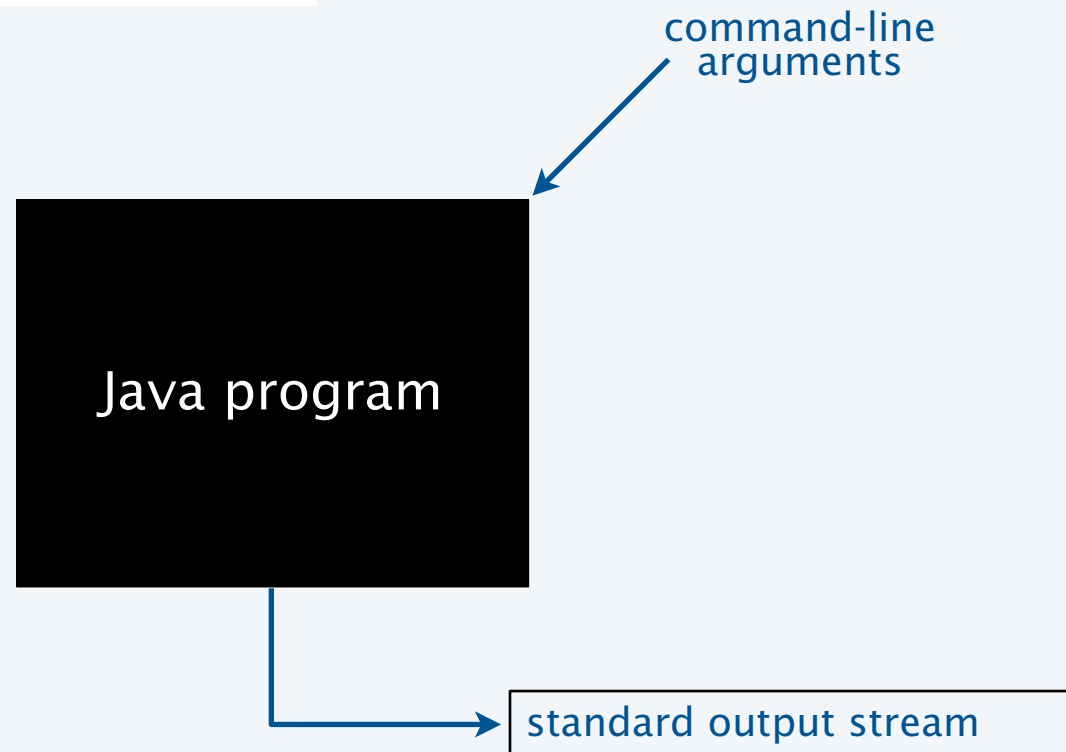 command-line
arguments
Java program
standard output stream